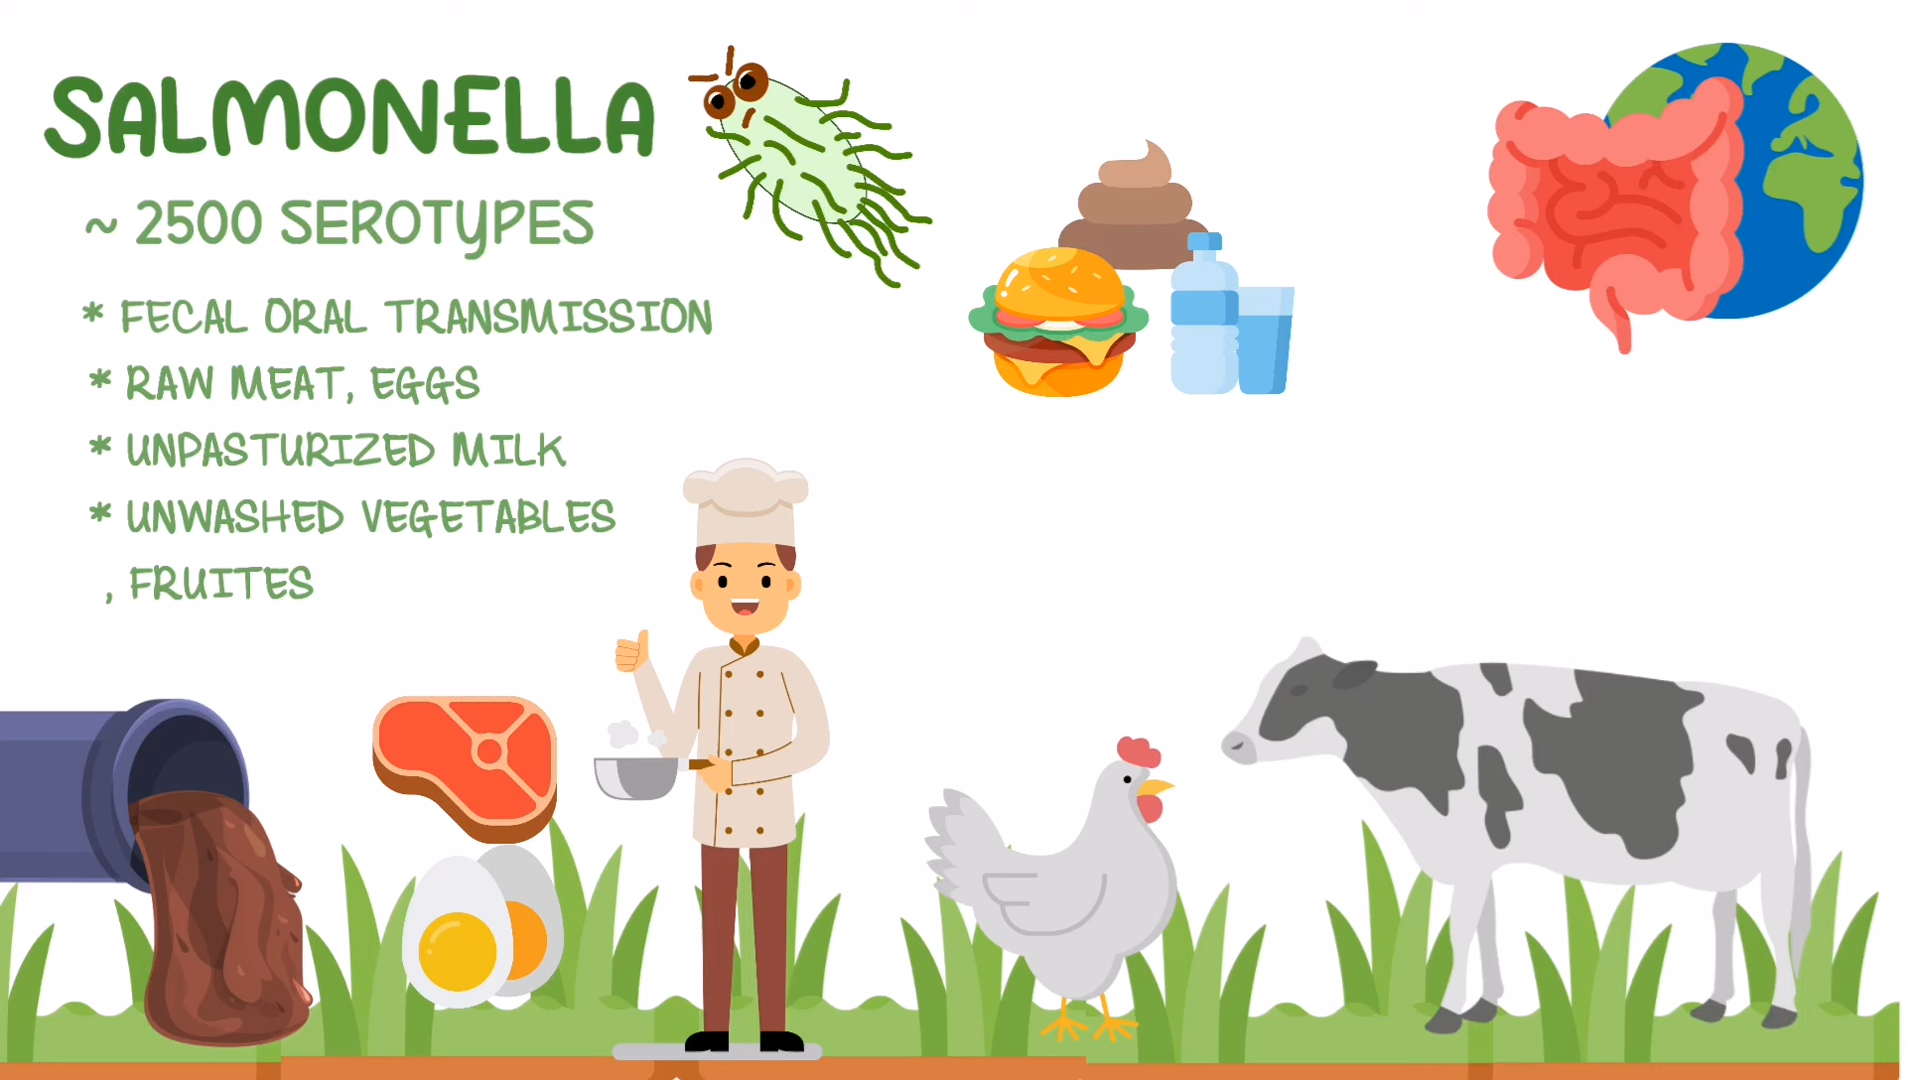 SALMONELLA
~ 2500 SEROTYPES
* FECAL ORAL TRANSMISSION
* RAW MEAT, EGGS
* UNPASTURIZED MILK
* UNWASHED VEGETABLES
, FRUITES